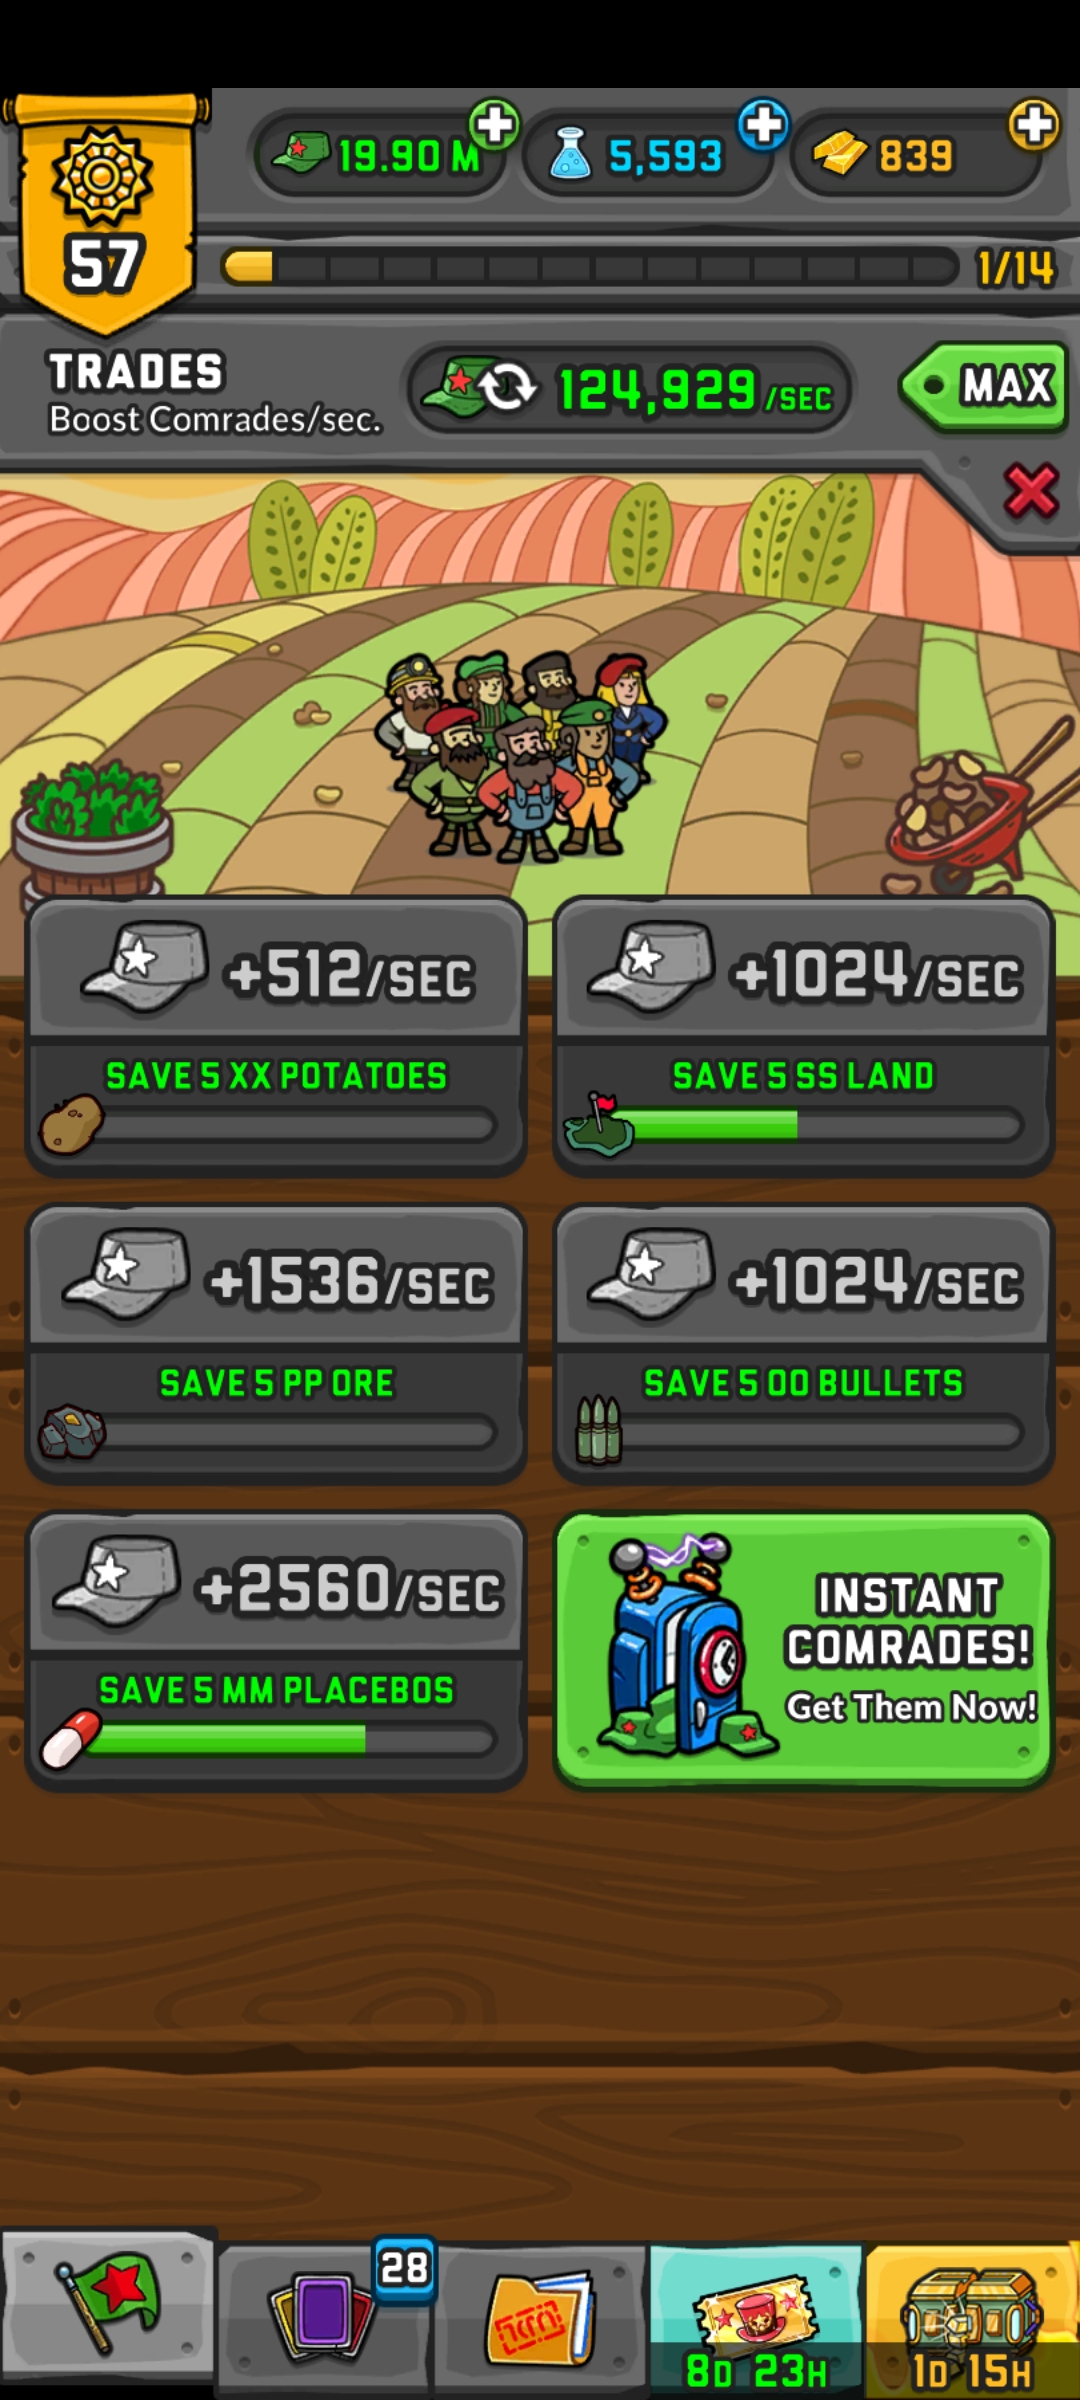 19.90 M
5,593
839
57
1/14
TRADES
Boost Comrades/sec.
124,929/SEC
MAX
+512/SEC
SAVE 5 XX POTATOES
+1024/SEC
SAVE 5 SS LAND
+1536/SEC
SAVE 5 PP ORE
+1024/SEC
SAVE 5 OO BULLETS
+2560/SEC
SAVE 5 MM PLACEBOS
INSTANT
COMRADES!
Get Them Now!
28
8D 23H
1D 15H